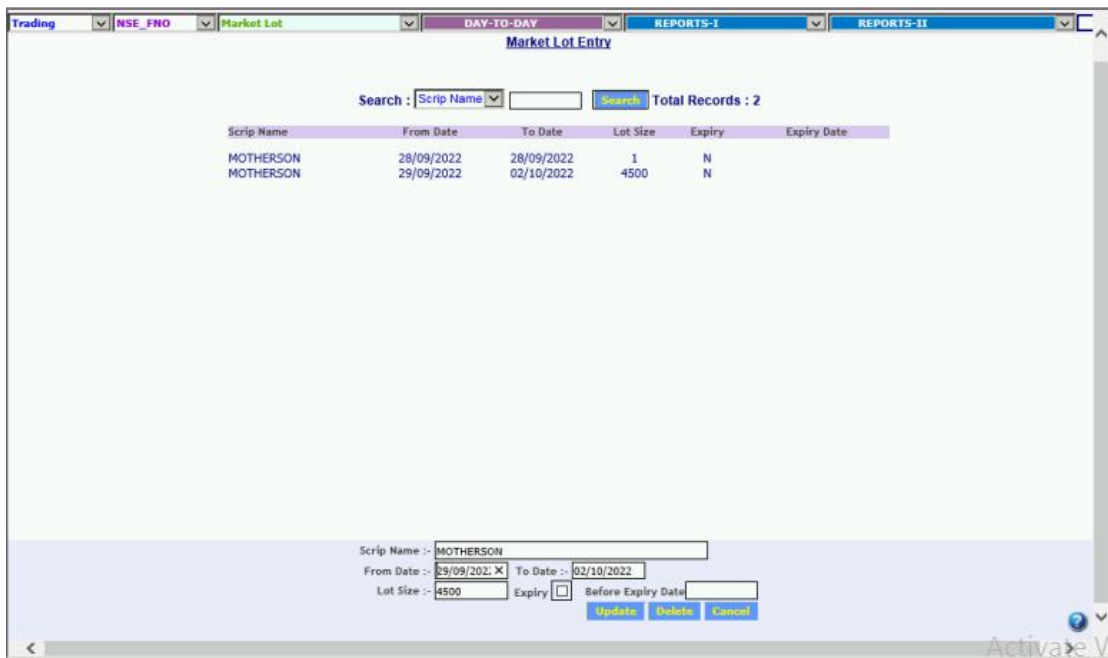 Trading NSE_FNO Market Lot DAY-TO-DAY REPORTS-I REPORTS-II
Market Lot Entry
Search : Scrip Name Search Total Records : 2
Scrip Name From Date To Date Lot Size Expiry Expiry Date
MOTHERSON 28/09/2022 28/09/2022 1 N
MOTHERSON 29/09/2022 02/10/2022 4500 N
Scrip Name :- MOTHERSON
From Date :- 29/09/202 To Date :- 02/10/2022
Lot Size :- 4500 Expiry Before Expiry Date
Update Delete Cancel
?
Activate